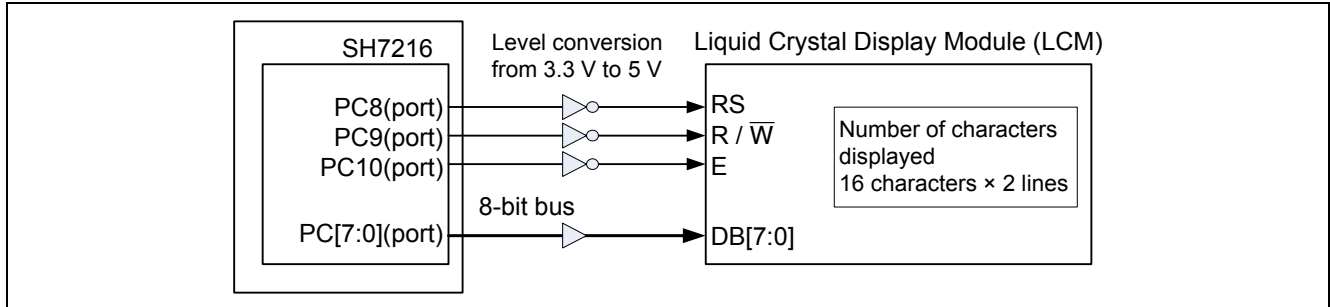 SH7216
Level conversion
from 3.3 V to 5 V
Liquid Crystal Display Module (LCM)
PC8(port)
PC9(port)
PC10(port)
PC[7:0](port)
8-bit bus
RS
R / W̅
E
DB[7:0]
Number of characters
displayed
16 characters × 2 lines